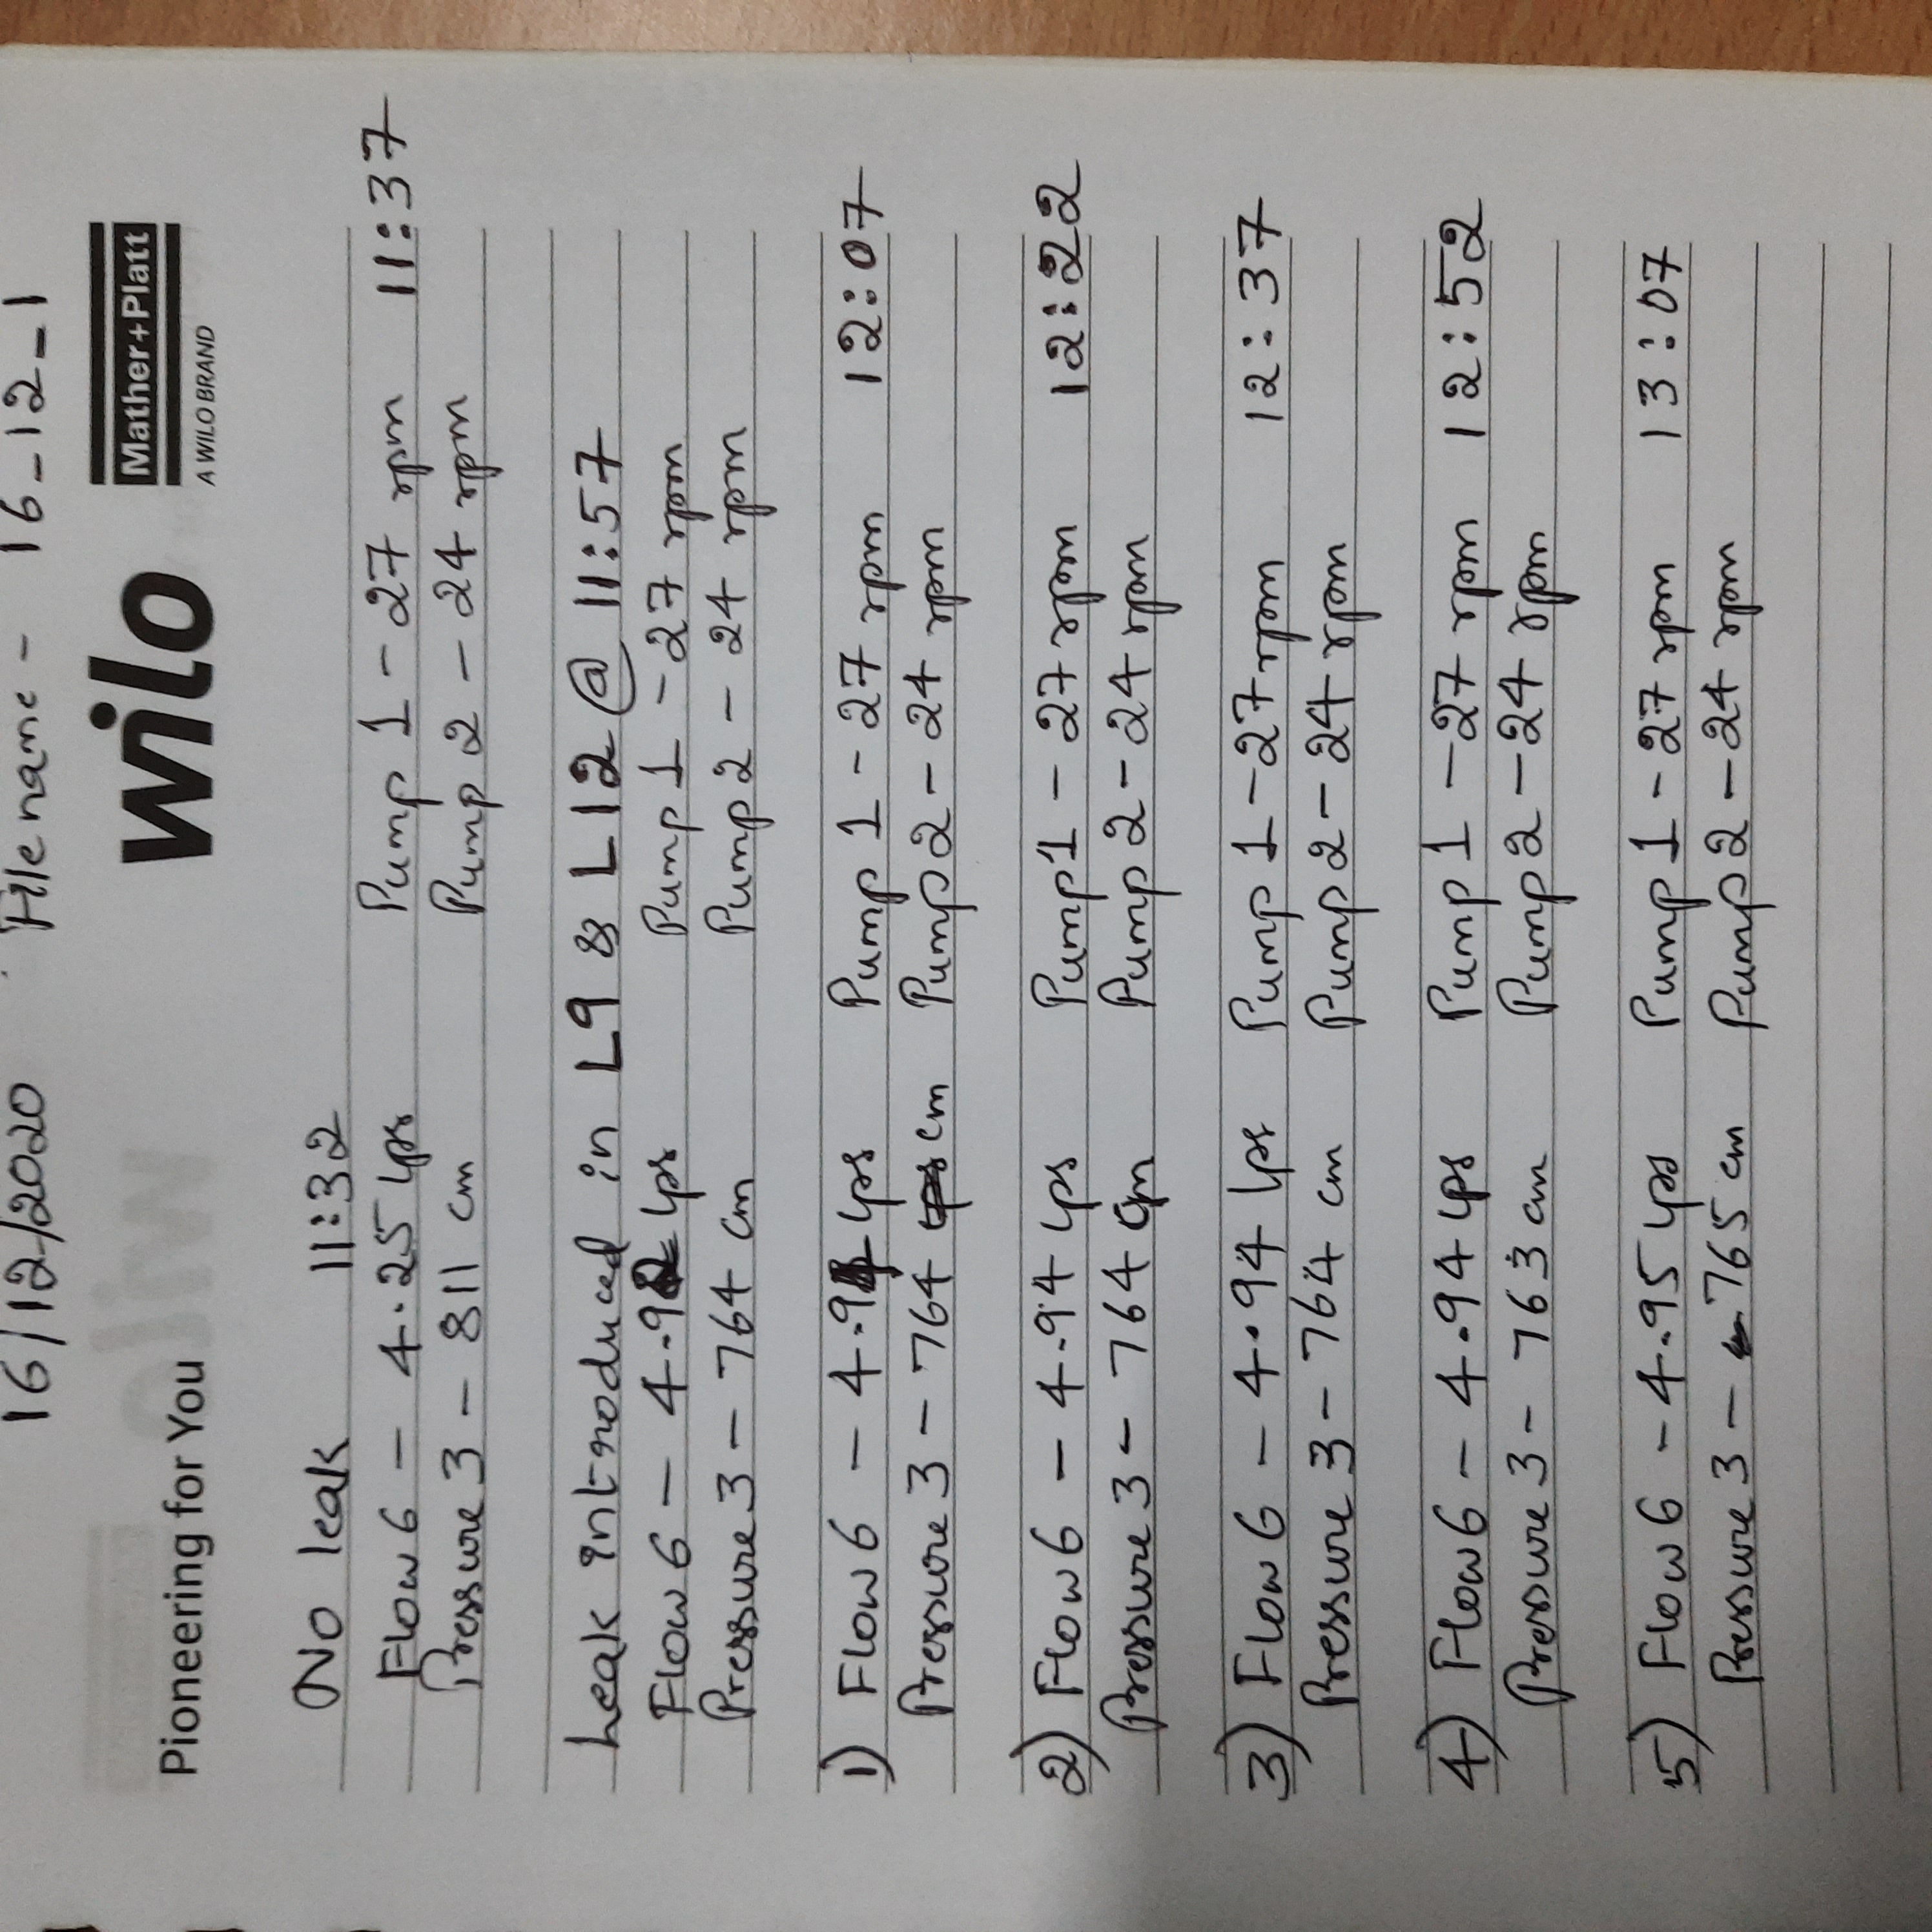 16/12/2020 File name - 16_12_1
Pioneering for You wilo Mather+Platt
A WILO BRAND
No leak 11:32
Flow 6 - 4.25 lps Pump 1 - 27 rpm 11:37
Pressure 3 - 811 cm Pump 2 - 24 rpm
Leak introduced in L9 & L12 @ 11:57
Flow 6 - 4.92 lps Pump 1 - 27 rpm
Pressure 3 - 764 cm Pump 2 - 24 rpm
1) Flow 6 - 4.94 lps Pump 1 - 27 rpm 12:07
Pressure 3 - 764 cm Pump 2 - 24 rpm
2) Flow 6 - 4.94 lps Pump 1 - 27 rpm 12:22
Pressure 3 - 764 cm Pump 2 - 24 rpm
3) Flow 6 - 4.94 lps Pump 1 - 27 rpm 12:37
Pressure 3 - 764 cm Pump 2 - 24 rpm
4) Flow 6 - 4.94 lps Pump 1 - 27 rpm 12:52
Pressure 3 - 763 cm Pump 2 - 24 rpm
5) Flow 6 - 4.95 lps Pump 1 - 27 rpm 13:07
Pressure 3 - 765 cm Pump 2 - 24 rpm